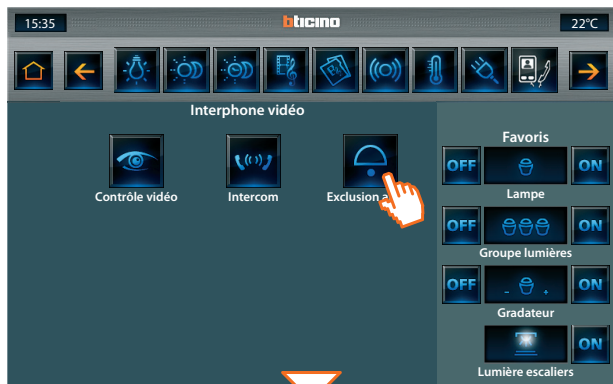 15:35
bticino
22°C
Interphone vidéo
Contrôle vidéo
Intercom
Exclusion
Favoris
OFF
ON
Lampe
OFF
ON
Groupe lumières
OFF
- +
ON
Gradateur
ON
Lumière escaliers